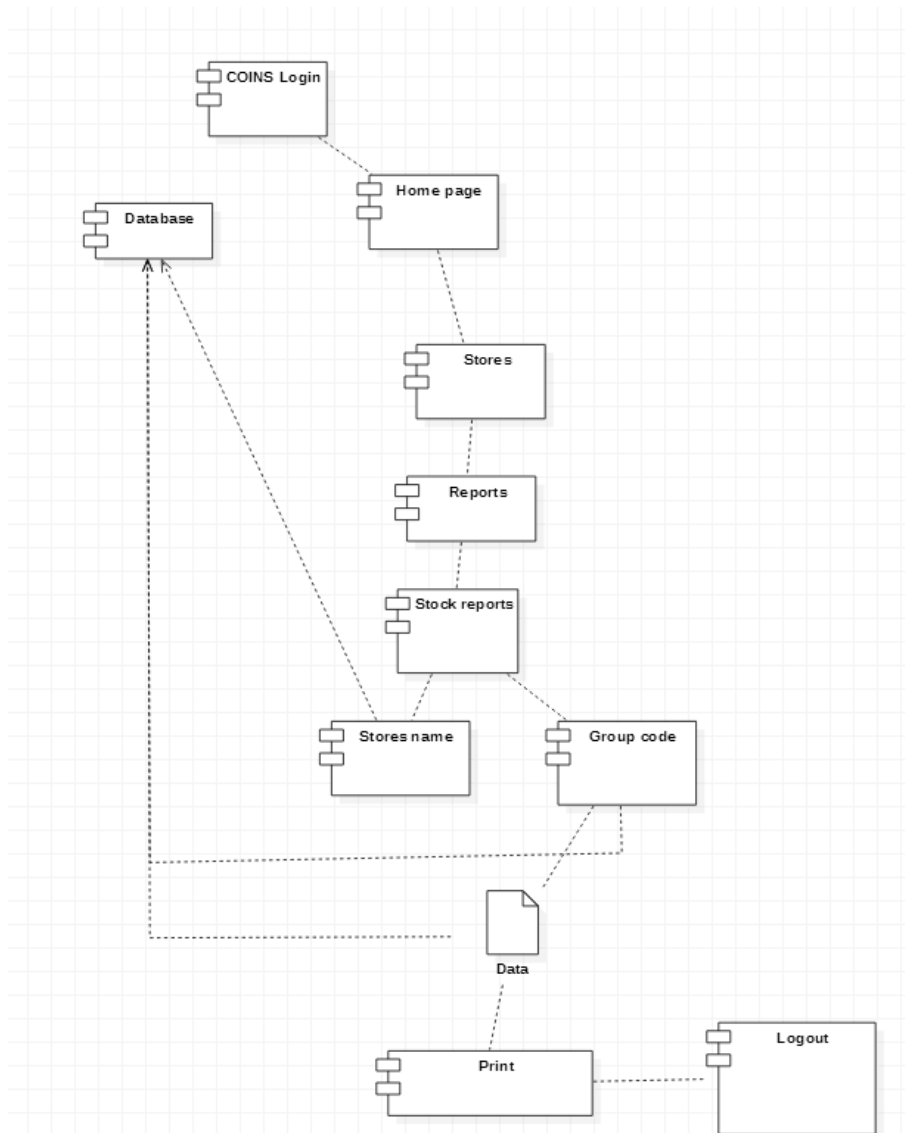 COINS Login
Home page
Database
Stores
Reports
Stock reports
Stores name
Group code
Data
Print
Logout